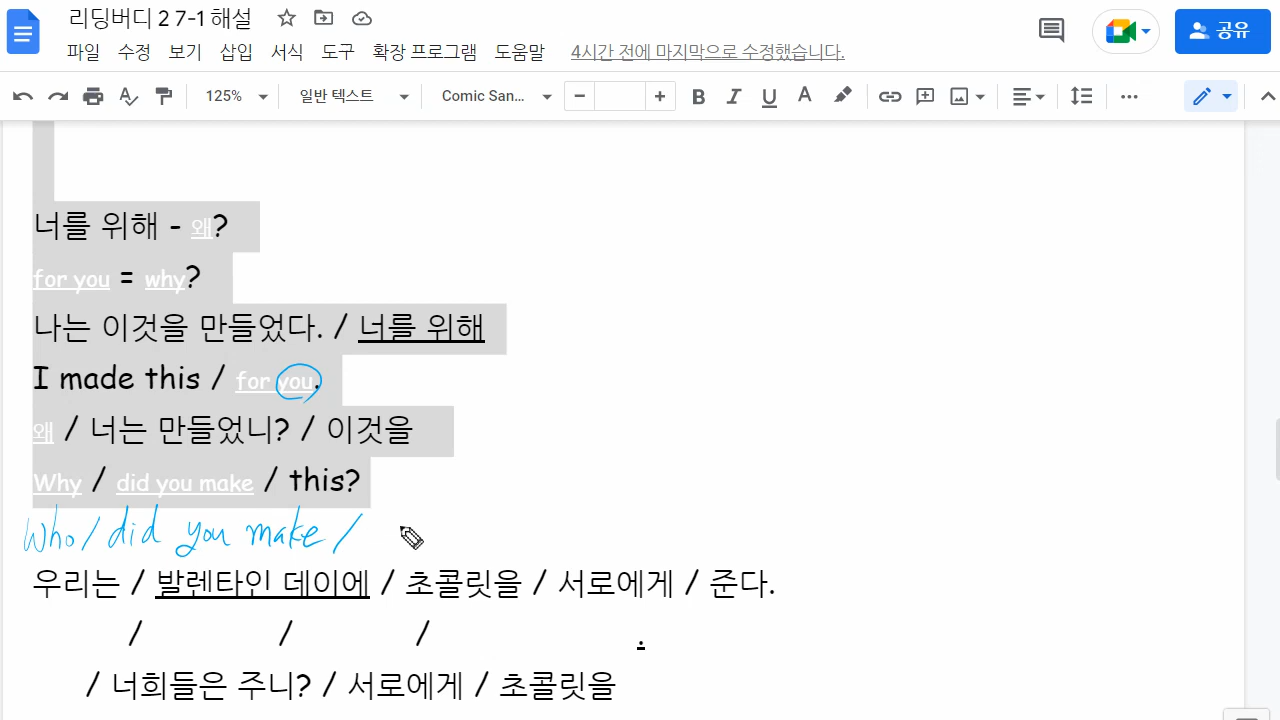 리딩버디 2 7-1 해설
파일 수정 보기 삽입 서식 도구 확장 프로그램 도움말 4시간 전에 마지막으로 수정했습니다. 공유
125% 일반 텍스트 Comic San... − + B I U A ...
너를 위해 - 왜?
for you = why?
나는 이것을 만들었다. / 너를 위해
I made this / for you.
왜 / 너는 만들었니? / 이것을
Why / did you make / this?
Who / did you make /
우리는 / 발렌타인 데이에 / 초콜릿을 / 서로에게 / 준다.
/ / / .
/ 너희들은 주니? / 서로에게 / 초콜릿을